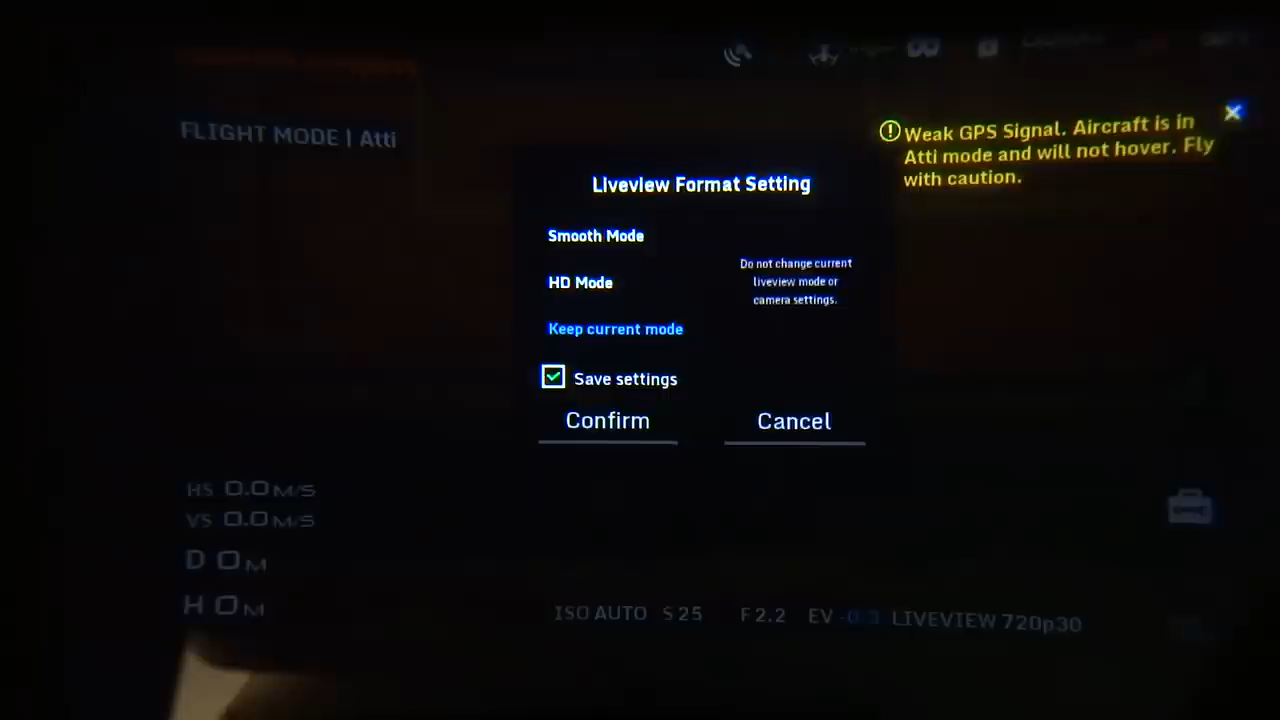 FLIGHT MODE | Atti
Weak GPS Signal. Aircraft is in
Atti mode and will not hover. Fly
with caution.
Liveview Format Setting
Smooth Mode
HD Mode
Keep current mode
Do not change current
liveview mode or
camera settings.
Save settings
Confirm Cancel
HS 0.0M/S
VS 0.0M/S
D 0M
H 0M
ISO AUTO S 25 F 2.2 EV -0.3 LIVEVIEW 720p30